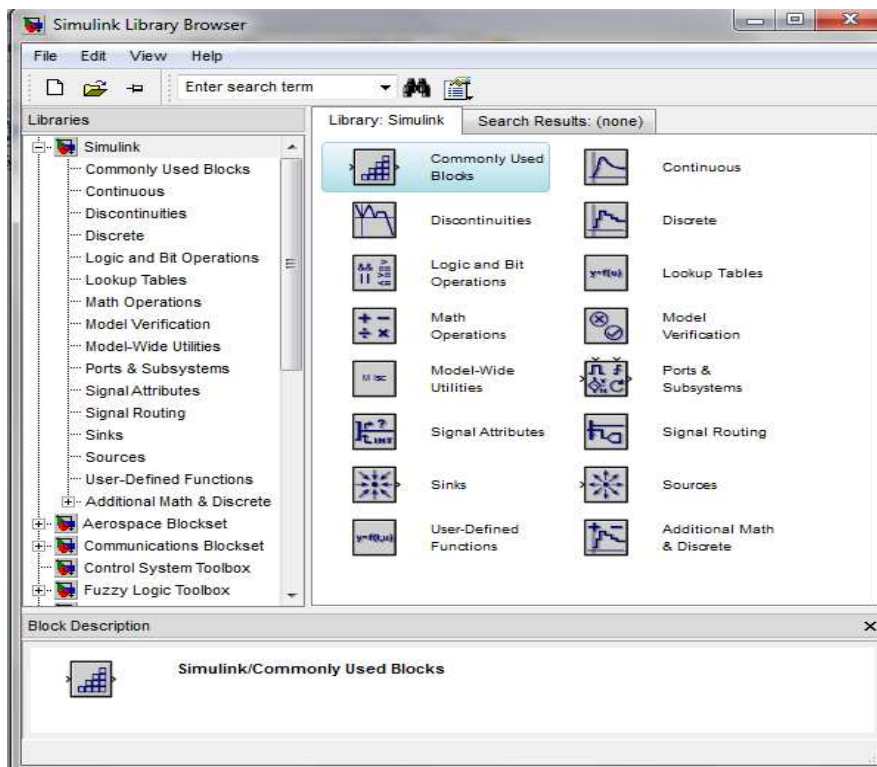 Simulink Library Browser
File Edit View Help
Enter search term
Libraries
Library: Simulink
Search Results: (none)
Simulink
Commonly Used Blocks
Continuous
Discontinuities
Discrete
Logic and Bit Operations
Lookup Tables
Math Operations
Model Verification
Model-Wide Utilities
Ports & Subsystems
Signal Attributes
Signal Routing
Sinks
Sources
User-Defined Functions
Additional Math & Discrete
Aerospace Blockset
Communications Blockset
Control System Toolbox
Fuzzy Logic Toolbox
Commonly Used
Blocks
Continuous
Discontinuities
Discrete
Logic and Bit
Operations
y=f(u)
Lookup Tables
Math
Operations
Model
Verification
Misc
Model-Wide
Utilities
Ports &
Subsystems
Signal Attributes
Signal Routing
Sinks
Sources
y=f(t,u)
User-Defined
Functions
Additional Math
& Discrete
Block Description
Simulink/Commonly Used Blocks